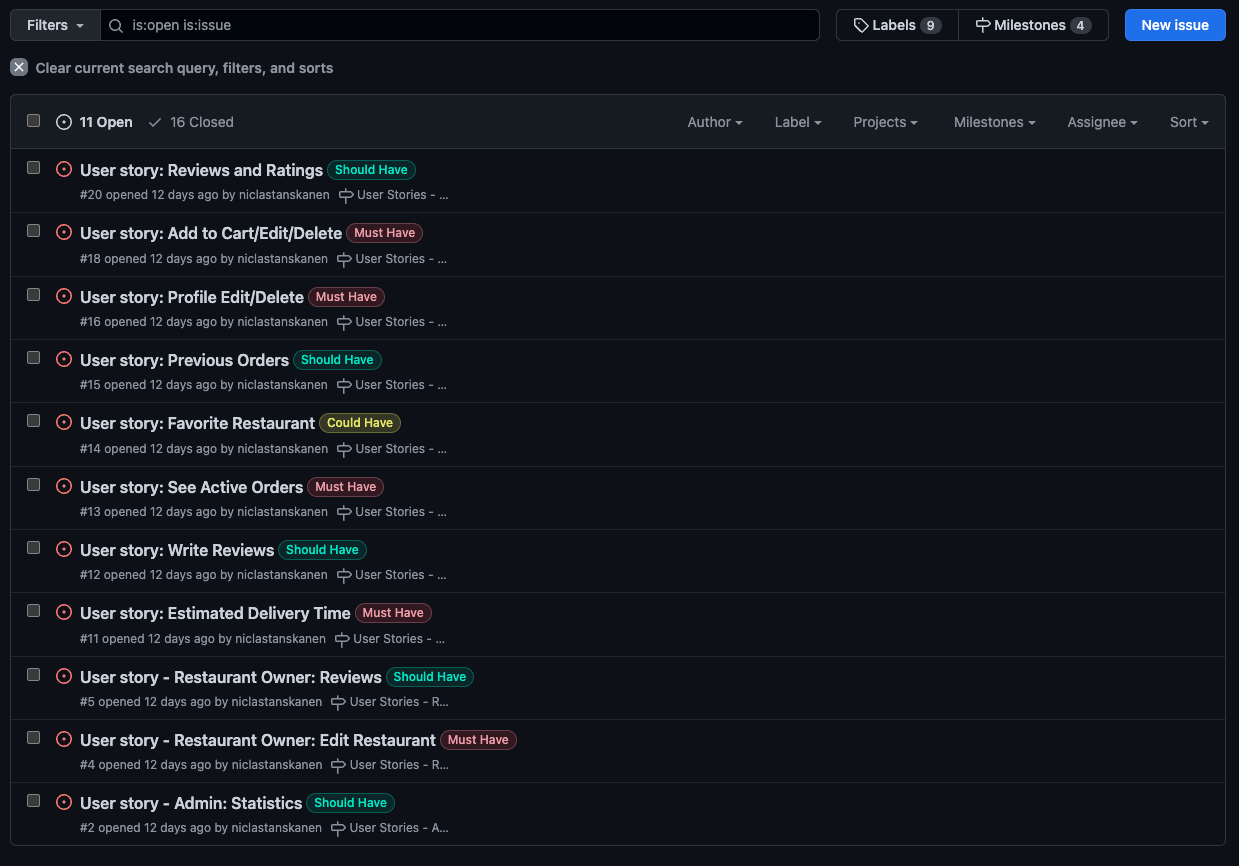 Filters is:open is:issue Labels 9 Milestones 4 New issue
Clear current search query, filters, and sorts
11 Open 16 Closed Author Label Projects Milestones Assignee Sort
User story: Reviews and Ratings Should Have
#20 opened 12 days ago by niclastanskanen User Stories - ...
User story: Add to Cart/Edit/Delete Must Have
#18 opened 12 days ago by niclastanskanen User Stories - ...
User story: Profile Edit/Delete Must Have
#16 opened 12 days ago by niclastanskanen User Stories - ...
User story: Previous Orders Should Have
#15 opened 12 days ago by niclastanskanen User Stories - ...
User story: Favorite Restaurant Could Have
#14 opened 12 days ago by niclastanskanen User Stories - ...
User story: See Active Orders Must Have
#13 opened 12 days ago by niclastanskanen User Stories - ...
User story: Write Reviews Should Have
#12 opened 12 days ago by niclastanskanen User Stories - ...
User story: Estimated Delivery Time Must Have
#11 opened 12 days ago by niclastanskanen User Stories - ...
User story - Restaurant Owner: Reviews Should Have
#5 opened 12 days ago by niclastanskanen User Stories - R...
User story - Restaurant Owner: Edit Restaurant Must Have
#4 opened 12 days ago by niclastanskanen User Stories - R...
User story - Admin: Statistics Should Have
#2 opened 12 days ago by niclastanskanen User Stories - A...